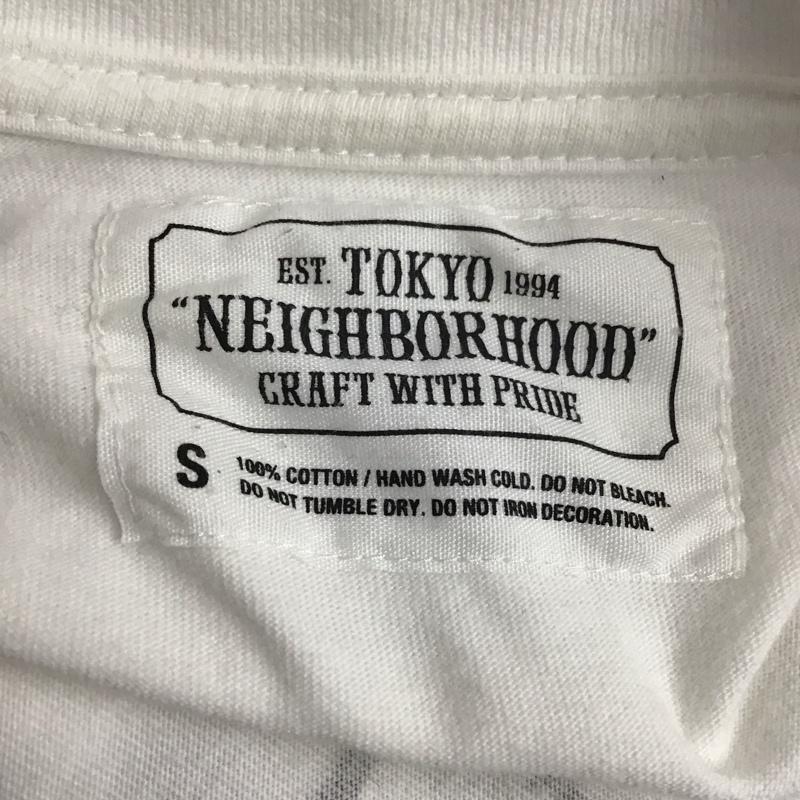 EST. TOKYO 1994
“NEIGHBORHOOD”
CRAFT WITH PRIDE
S
100% COTTON / HAND WASH COLD. DO NOT BLEACH.
DO NOT TUMBLE DRY. DO NOT IRON DECORATION.